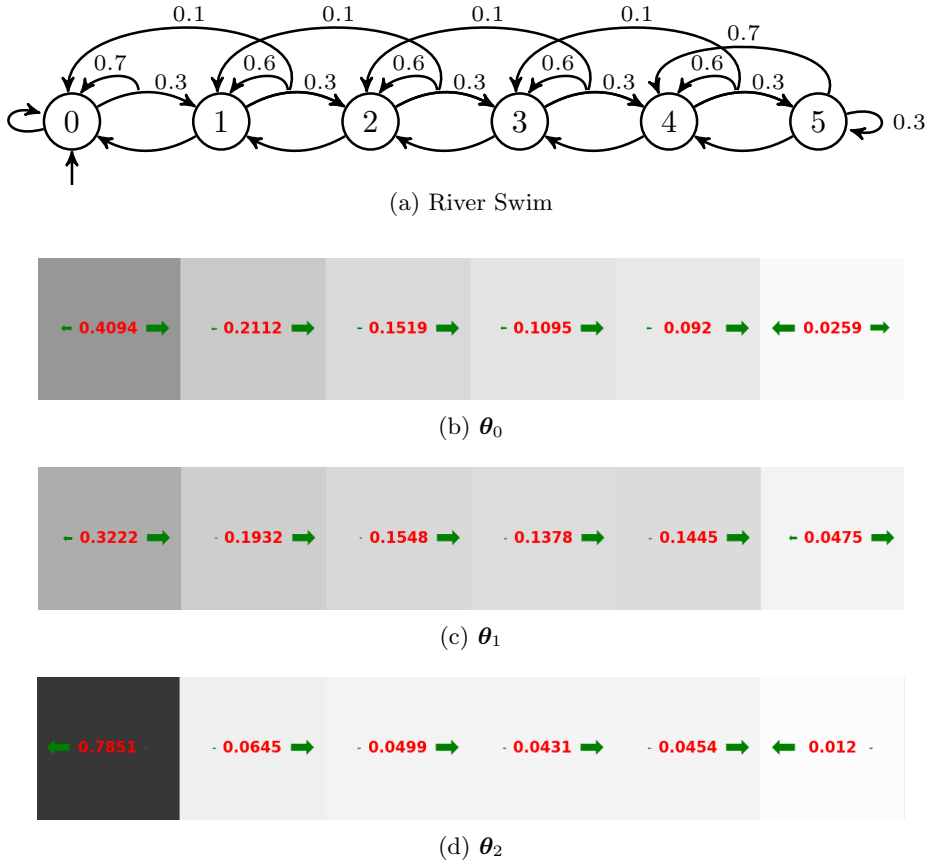 0.1 0.1 0.1 0.1
0.7 0.6 0.6 0.6 0.6 0.7
0.3 0.3 0.3 0.3 0.3
0 1 2 3 4 5 0.3
(a) River Swim
0.4094 0.2112 0.1519 0.1095 0.092 0.0259
(b) θ₀
0.3222 0.1932 0.1548 0.1378 0.1445 0.0475
(c) θ₁
0.7851 0.0645 0.0499 0.0431 0.0454 0.012
(d) θ₂